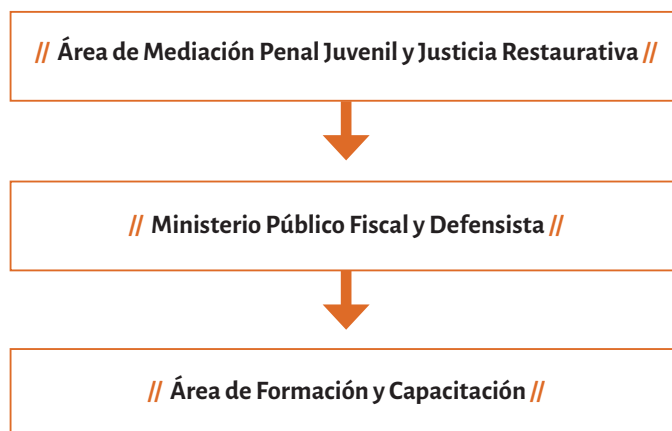 // Área de Mediación Penal Juvenil y Justicia Restaurativa //
// Ministerio Público Fiscal y Defensista //
// Área de Formación y Capacitación //